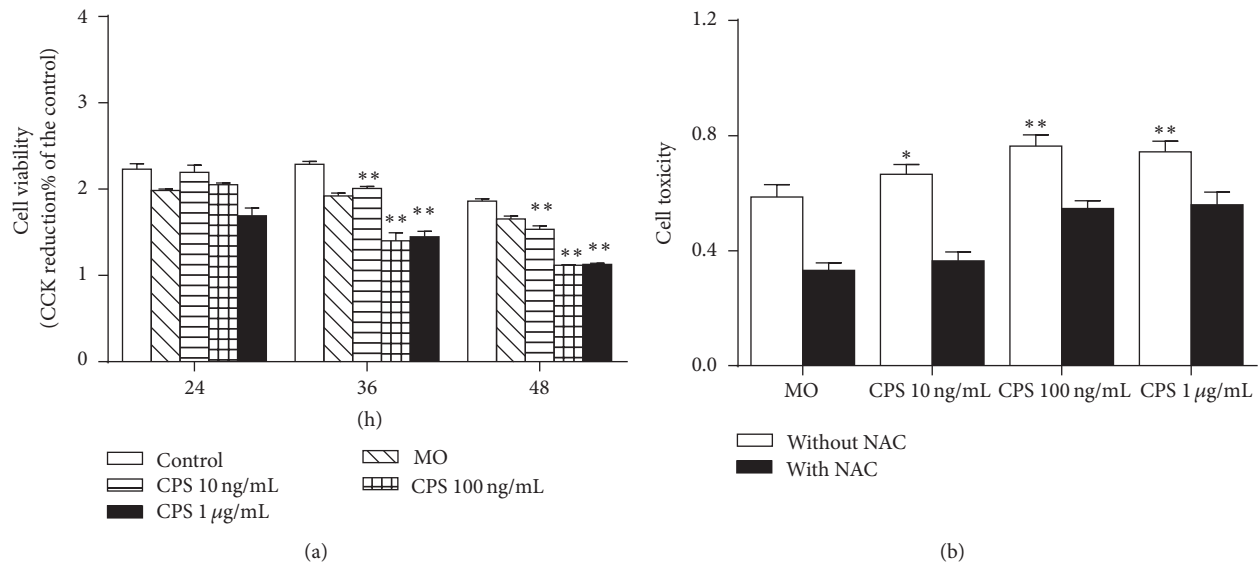 4
3
2
1
0
Cell viability
(CCK reduction% of the control)
** ** **
** ** **
24 36 48
(h)
Control
MO
CPS 10 ng/mL
CPS 100 ng/mL
CPS 1 μg/mL
(a)
1.2
0.8
0.4
0.0
Cell toxicity
* ** **
MO CPS 10 ng/mL CPS 100 ng/mL CPS 1 μg/mL
Without NAC
With NAC
(b)